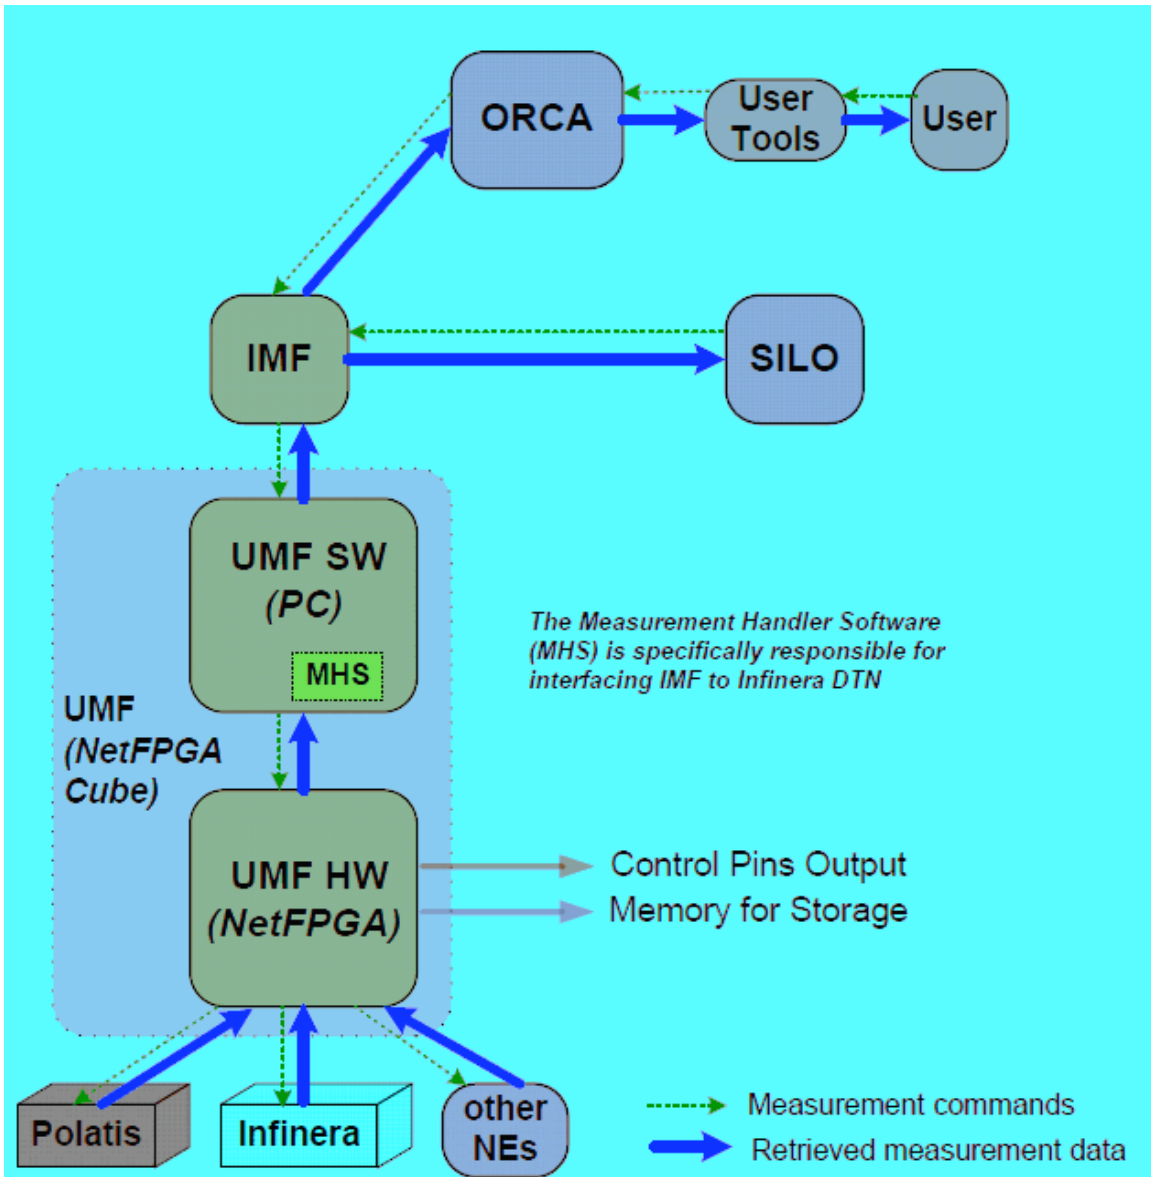 ORCA
User
Tools
User
IMF
SILO
UMF SW
(PC)
MHS
The Measurement Handler Software
(MHS) is specifically responsible for
interfacing IMF to Infinera DTN
UMF
(NetFPGA
Cube)
UMF HW
(NetFPGA)
Control Pins Output
Memory for Storage
Polatis
Infinera
other
NEs
Measurement commands
Retrieved measurement data